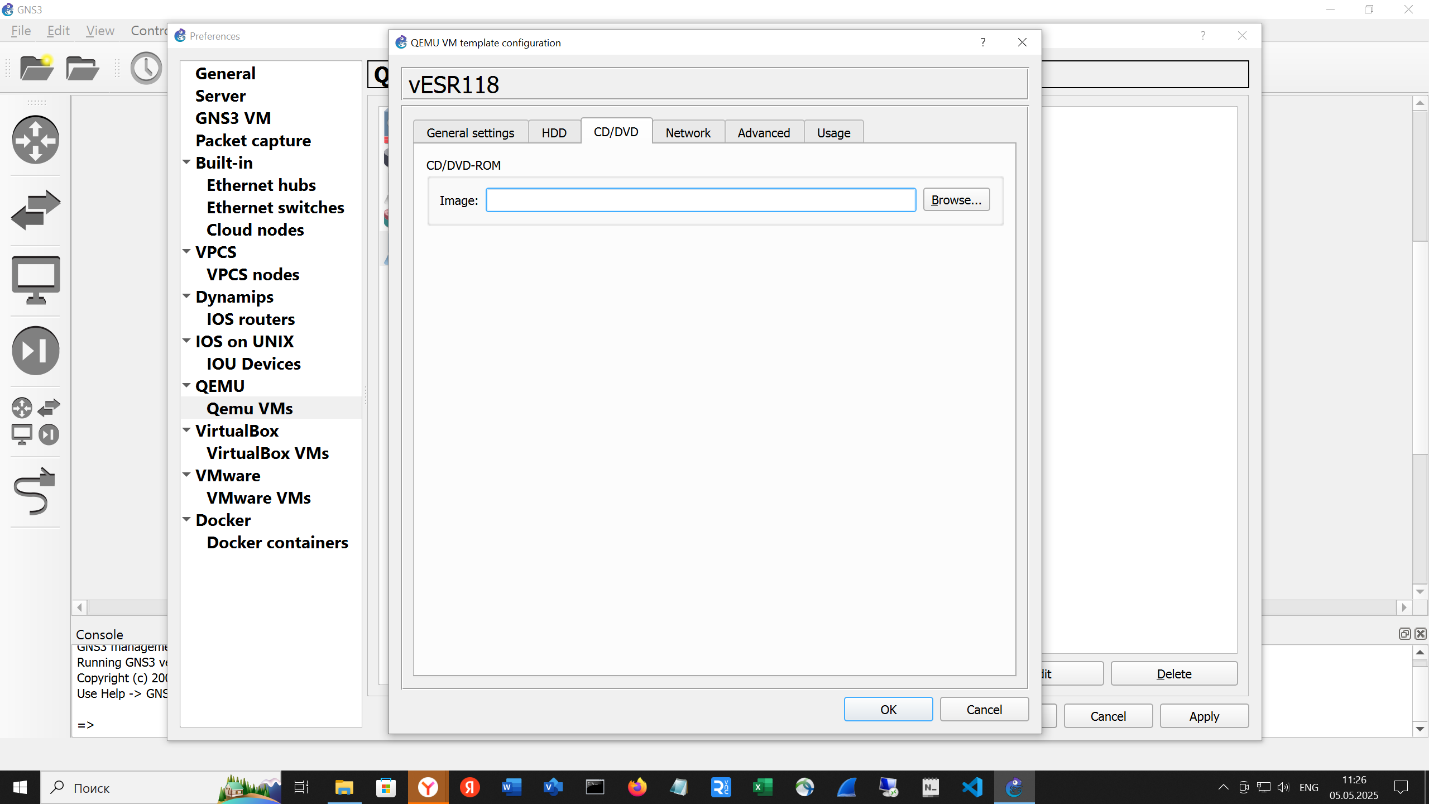 GNS3
File Edit View Contro
Preferences
General
Server
GNS3 VM
Packet capture
Built-in
Ethernet hubs
Ethernet switches
Cloud nodes
VPCS
VPCS nodes
Dynamips
IOS routers
IOS on UNIX
IOU Devices
QEMU
Qemu VMs
VirtualBox
VirtualBox VMs
VMware
VMware VMs
Docker
Docker containers
QEMU VM template configuration
vESR118
General settings HDD CD/DVD Network Advanced Usage
CD/DVD-ROM
Image: Browse...
OK Cancel
Delete
Cancel Apply
Console
GNS3 manageme
Running GNS3 ve
Copyright (c) 200
Use Help -> GNS
=>
Поиск
ENG
11:26
05.05.2025